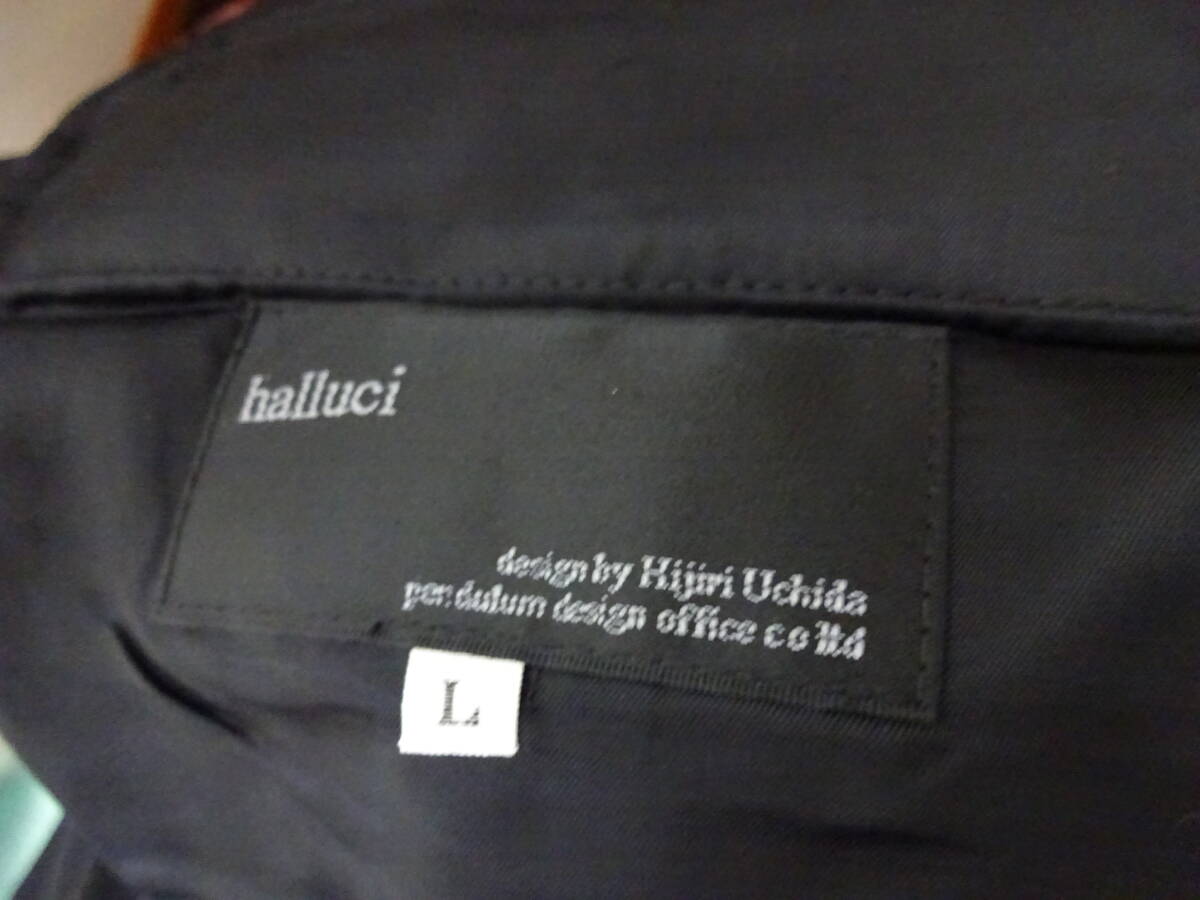 halluci
design by Hijiri Uchida
pendulum design office co ltd
L